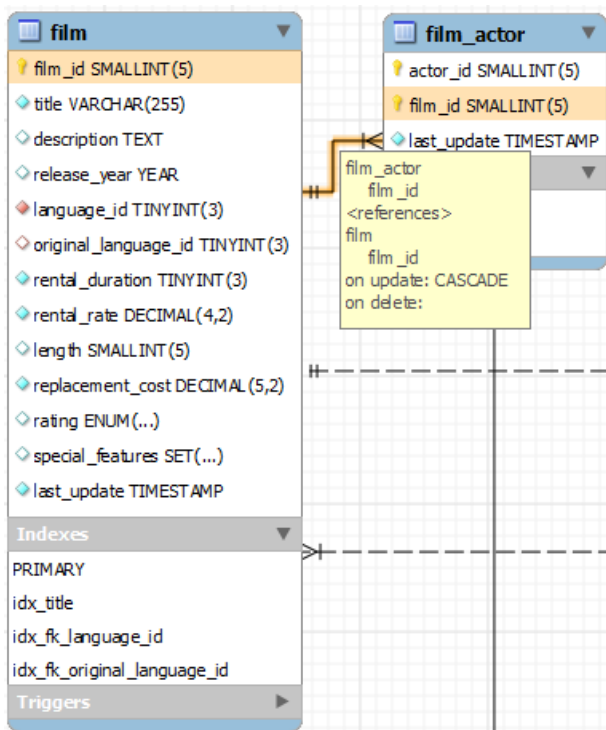 film
film_id SMALLINT(5)
title VARCHAR(255)
description TEXT
release_year YEAR
language_id TINYINT(3)
original_language_id TINYINT(3)
rental_duration TINYINT(3)
rental_rate DECIMAL(4,2)
length SMALLINT(5)
replacement_cost DECIMAL(5,2)
rating ENUM(...)
special_features SET(...)
last_update TIMESTAMP
Indexes
PRIMARY
idx_title
idx_fk_language_id
idx_fk_original_language_id
Triggers
film_actor
actor_id SMALLINT(5)
film_id SMALLINT(5)
last_update TIMESTAMP
film_actor
film_id
<references>
film
film_id
on update: CASCADE
on delete: